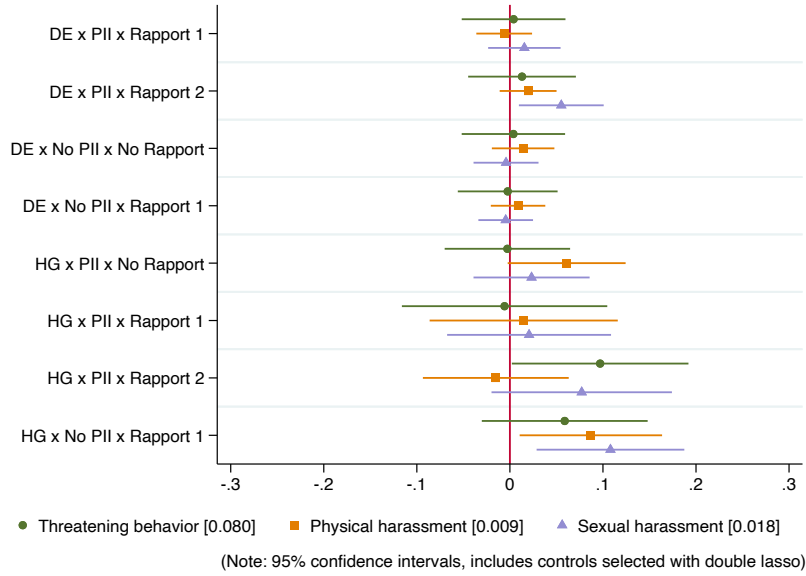 DE x PII x Rapport 1
DE x PII x Rapport 2
DE x No PII x No Rapport
DE x No PII x Rapport 1
HG x PII x No Rapport
HG x PII x Rapport 1
HG x PII x Rapport 2
HG x No PII x Rapport 1
-.3 -.2 -.1 0 .1 .2 .3
Threatening behavior [0.080] Physical harassment [0.009] Sexual harassment [0.018]
(Note: 95% confidence intervals, includes controls selected with double lasso)